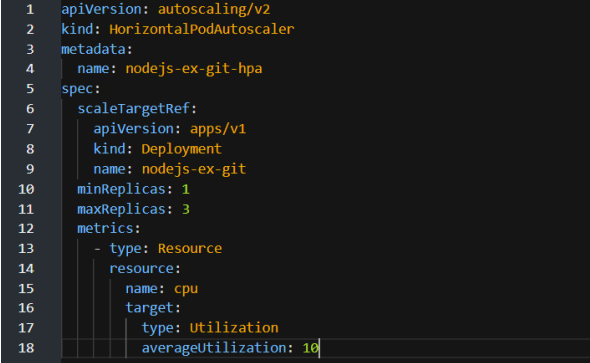 1 apiVersion: autoscaling/v2
2 kind: HorizontalPodAutoscaler
3 metadata:
4   name: nodejs-ex-git-hpa
5 spec:
6   scaleTargetRef:
7     apiVersion: apps/v1
8     kind: Deployment
9     name: nodejs-ex-git
10   minReplicas: 1
11   maxReplicas: 3
12   metrics:
13     - type: Resource
14       resource:
15         name: cpu
16         target:
17           type: Utilization
18           averageUtilization: 10